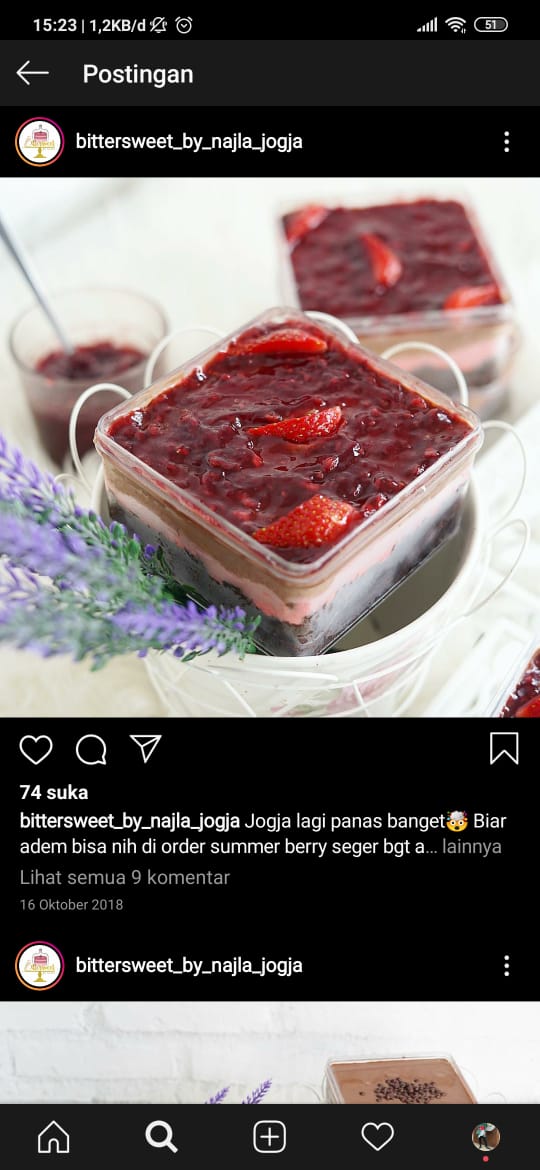 15:23 | 1,2KB/d
51
Postingan
bittersweet_by_najla_jogja
74 suka
bittersweet_by_najla_jogja Jogja lagi panas banget🤯 Biar
adem bisa nih di order summer berry seger bgt a... lainnya
Lihat semua 9 komentar
16 Oktober 2018
bittersweet_by_najla_jogja